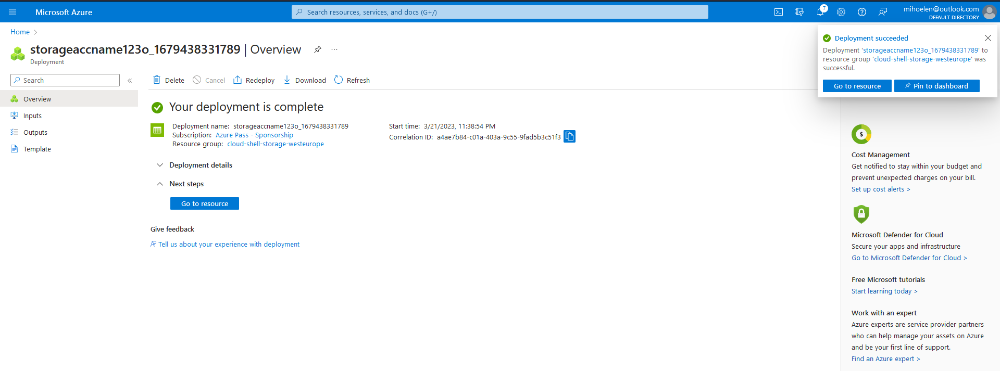 Microsoft Azure
Search resources, services, and docs (G+/)
7
mihoelen@outlook.com
DEFAULT DIRECTORY
Home >
storageaccname123o_1679438331789 | Overview
Deployment
Search
«
Delete
Cancel
Redeploy
Download
Refresh
Overview
Inputs
Outputs
Template
Your deployment is complete
Deployment name: storageaccname123o_1679438331789
Subscription: Azure Pass - Sponsorship
Resource group: cloud-shell-storage-westeurope
Start time: 3/21/2023, 11:38:54 PM
Correlation ID: a4ae7b84-c01a-403a-9c55-9fad5b3c51f3
Deployment details
Next steps
Go to resource
Give feedback
Tell us about your experience with deployment
Deployment succeeded
Deployment 'storageaccname123o_1679438331789' to
resource group 'cloud-shell-storage-westeurope' was
successful.
Go to resource
Pin to dashboard
$
Cost Management
Get notified to stay within your budget and
prevent unexpected charges on your bill.
Set up cost alerts >
Microsoft Defender for Cloud
Secure your apps and infrastructure
Go to Microsoft Defender for Cloud >
Free Microsoft tutorials
Start learning today >
Work with an expert
Azure experts are service provider partners
who can help manage your assets on Azure
and be your first line of support.
Find an Azure expert >